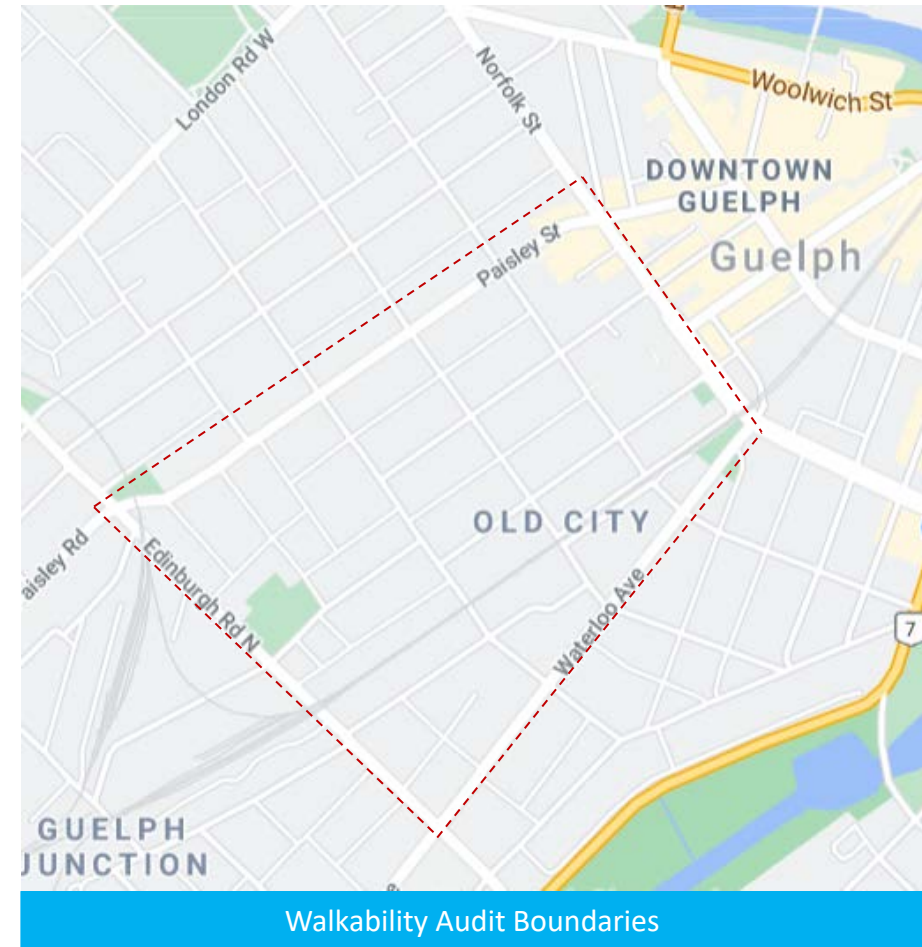 London Rd W
Norfolk St
Woolwich St
DOWNTOWN
GUELPH
Guelph
Paisley St
OLD CITY
aisley Rd
Edinburgh Rd N
Waterloo Ave
7
GUELPH
JUNCTION
Walkability Audit Boundaries